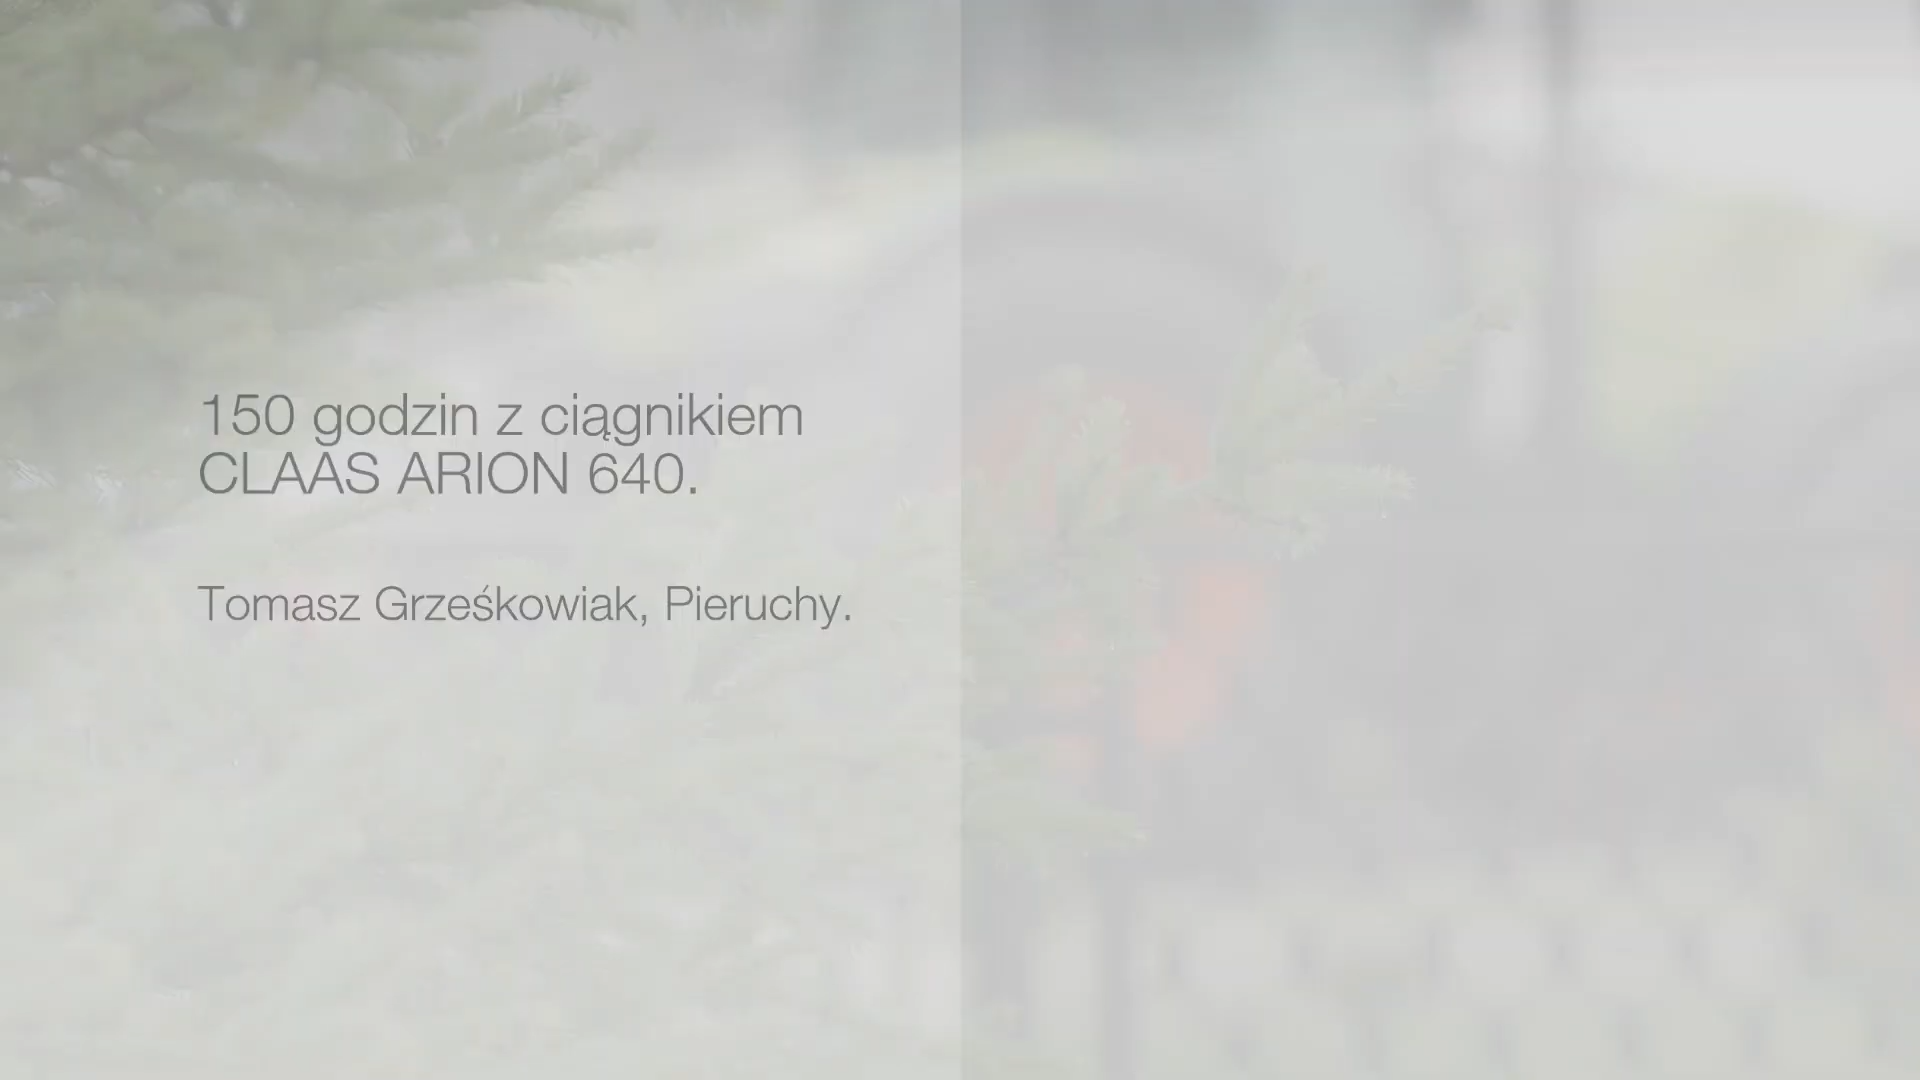 150 godzin z ciągnikiem
CLAAS ARION 640.
Tomasz Grześkowiak, Pieruchy.